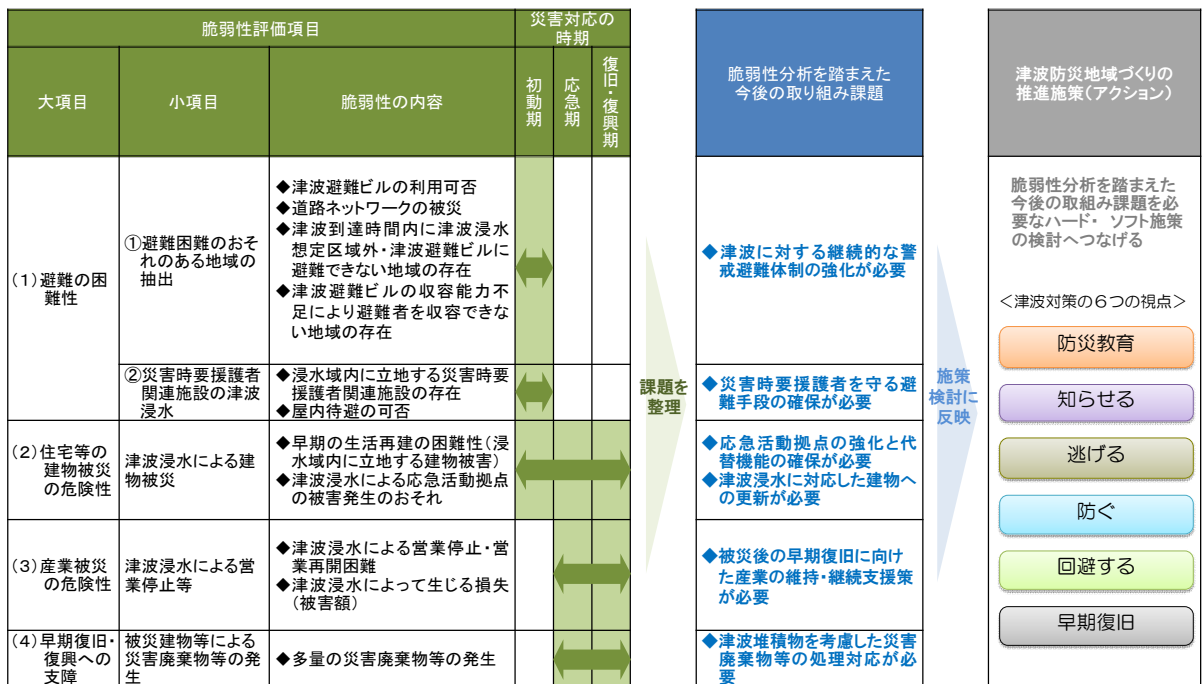 脆弱性評価項目
災害対応の
時期
大項目
小項目
脆弱性の内容
初動期
応急期
復旧・復興期
(1)避難の困
難性
①避難困難のおそ
れのある地域の
抽出
◆津波避難ビルの利用可否
◆道路ネットワークの被災
◆津波到達時間内に津波浸水
想定区域外・津波避難ビルに
避難できない地域の存在
◆津波避難ビルの収容能力不
足により避難者を収容できな
い地域の存在
②災害時要援護者
関連施設の津波
浸水
◆浸水域内に立地する災害時要
援護者関連施設の存在
◆屋内待避の可否
(2)住宅等の
建物被災
の危険性
津波浸水による建
物被災
◆早期の生活再建の困難性(浸
水域内に立地する建物被害)
◆津波浸水による応急活動拠点
の被害発生のおそれ
(3)産業被災
の危険性
津波浸水による営
業停止等
◆津波浸水による営業停止・営
業再開困難
◆津波浸水によって生じる損失
(被害額)
(4)早期復旧・
復興への
支障
被災建物等による
災害廃棄物等の発
生
◆多量の災害廃棄物等の発生
課題を
整理
脆弱性分析を踏まえた
今後の取り組み課題
◆津波に対する継続的な警
戒避難体制の強化が必要
◆災害時要援護者を守る避
難手段の確保が必要
◆応急活動拠点の強化と代
替機能の確保が必要
◆津波浸水に対応した建物へ
の更新が必要
◆被災後の早期復旧に向け
た産業の維持・継続支援策
が必要
◆津波堆積物を考慮した災害
廃棄物等の処理対応が必
要
施策
検討に
反映
津波防災地域づくりの
推進施策(アクション)
脆弱性分析を踏まえた
今後の取組み課題を必
要なハード・ ソフト施策
の検討へつなげる
<津波対策の6つの視点>
防災教育
知らせる
逃げる
防ぐ
回避する
早期復旧